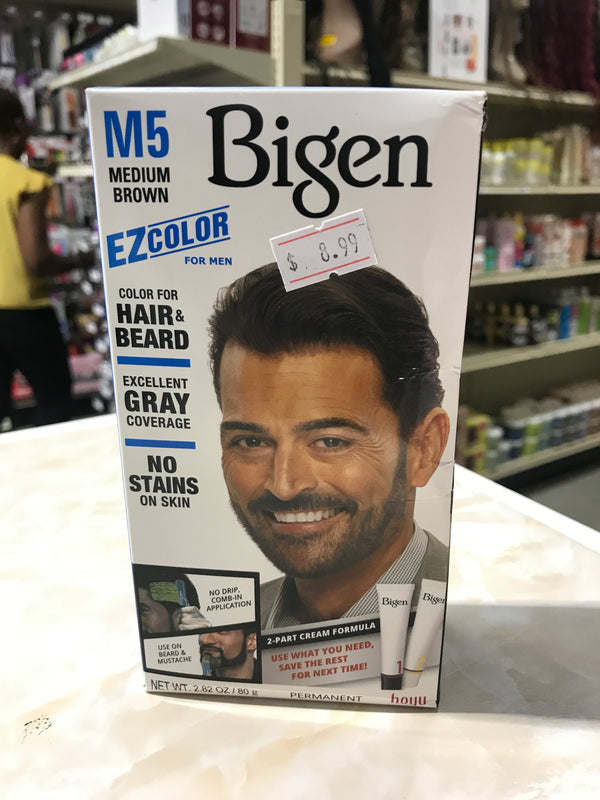 M5
MEDIUM
BROWN
Bigen
EZCOLOR
FOR MEN
$ 8.99
COLOR FOR
HAIR &
BEARD
EXCELLENT
GRAY
COVERAGE
NO
STAINS
ON SKIN
NO DRIP,
COMB-IN
APPLICATION
USE ON
BEARD &
MUSTACHE
2-PART CREAM FORMULA
USE WHAT YOU NEED,
SAVE THE REST
FOR NEXT TIME!
Bigen
1
Bigen
NET WT. 2.82 OZ / 80 g
PERMANENT
hoyu